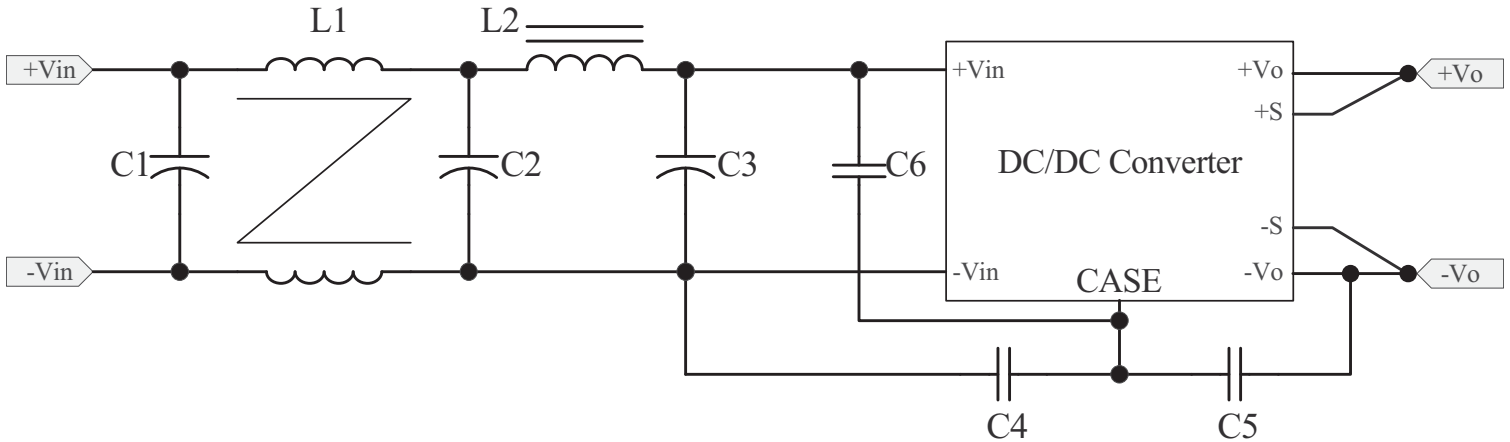 L1
L2
+Vin
+Vin
+Vo
+Vo
+S
C1
C2
C3
C6
DC/DC Converter
-S
-Vin
-Vin
-Vo
-Vo
CASE
C4
C5